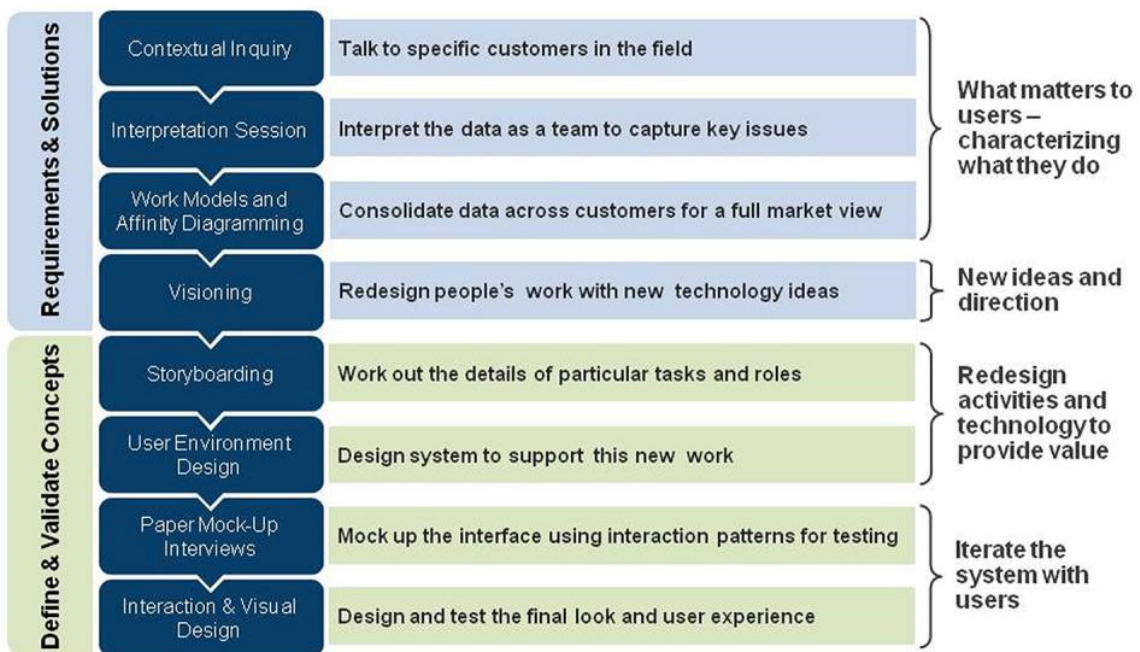 Requirements & Solutions
Contextual Inquiry
Talk to specific customers in the field
Interpretation Session
Interpret the data as a team to capture key issues
Work Models and
Affinity Diagramming
Consolidate data across customers for a full market view
What matters to
users –
characterizing
what they do
Visioning
Redesign people's work with new technology ideas
New ideas and
direction
Define & Validate Concepts
Storyboarding
Work out the details of particular tasks and roles
User Environment
Design
Design system to support this new work
Redesign
activities and
technology to
provide value
Paper Mock-Up
Interviews
Mock up the interface using interaction patterns for testing
Interaction & Visual
Design
Design and test the final look and user experience
Iterate the
system with
users